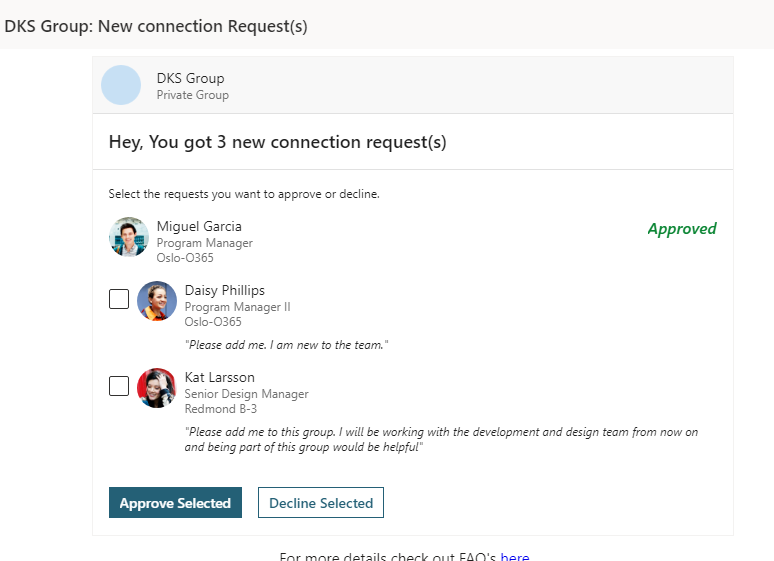 DKS Group: New connection Request(s)
DKS Group
Private Group
Hey, You got 3 new connection request(s)
Select the requests you want to approve or decline.
Miguel Garcia
Approved
Program Manager
Oslo-O365
Daisy Phillips
Program Manager II
Oslo-O365
"Please add me. I am new to the team."
Kat Larsson
Senior Design Manager
Redmond B-3
"Please add me to this group. I will be working with the development and design team from now on
and being part of this group would be helpful"
Approve Selected Decline Selected
For more details check out FAQ's here